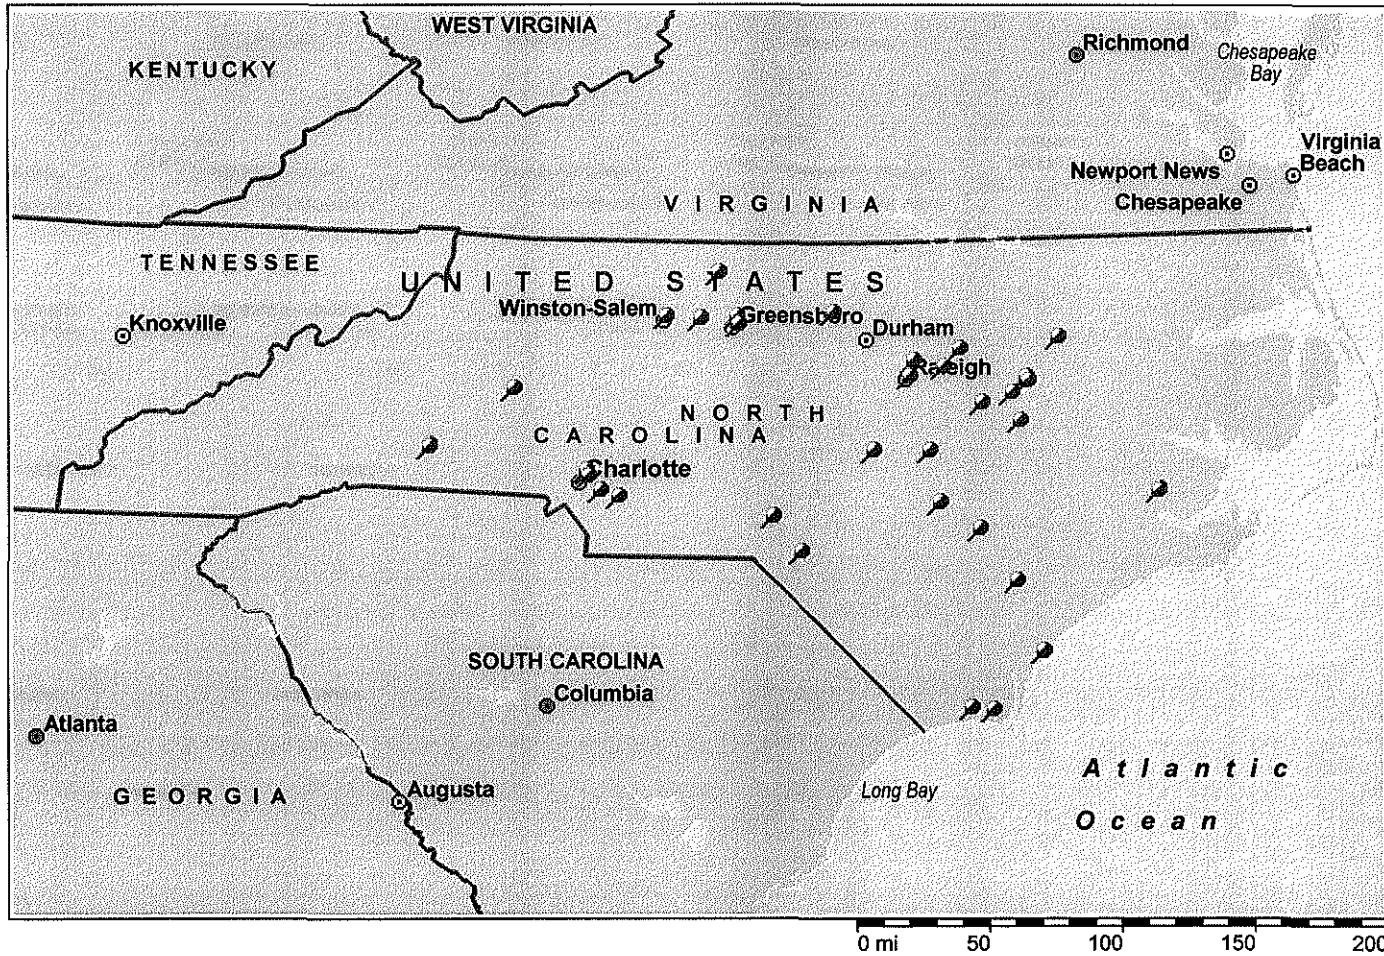 WEST VIRGINIA
Richmond
KENTUCKY
Chesapeake
Bay
Virginia
Beach
Newport News
Chesapeake
VIRGINIA
TENNESSEE
UNITED STATES
Winston-Salem
Greensboro
Knoxville
Durham
Raleigh
NORTH
CAROLINA
Charlotte
SOUTH CAROLINA
Columbia
Atlanta
Atlantic
Ocean
GEORGIA
Augusta
Long Bay
0 mi 50 100 150 200